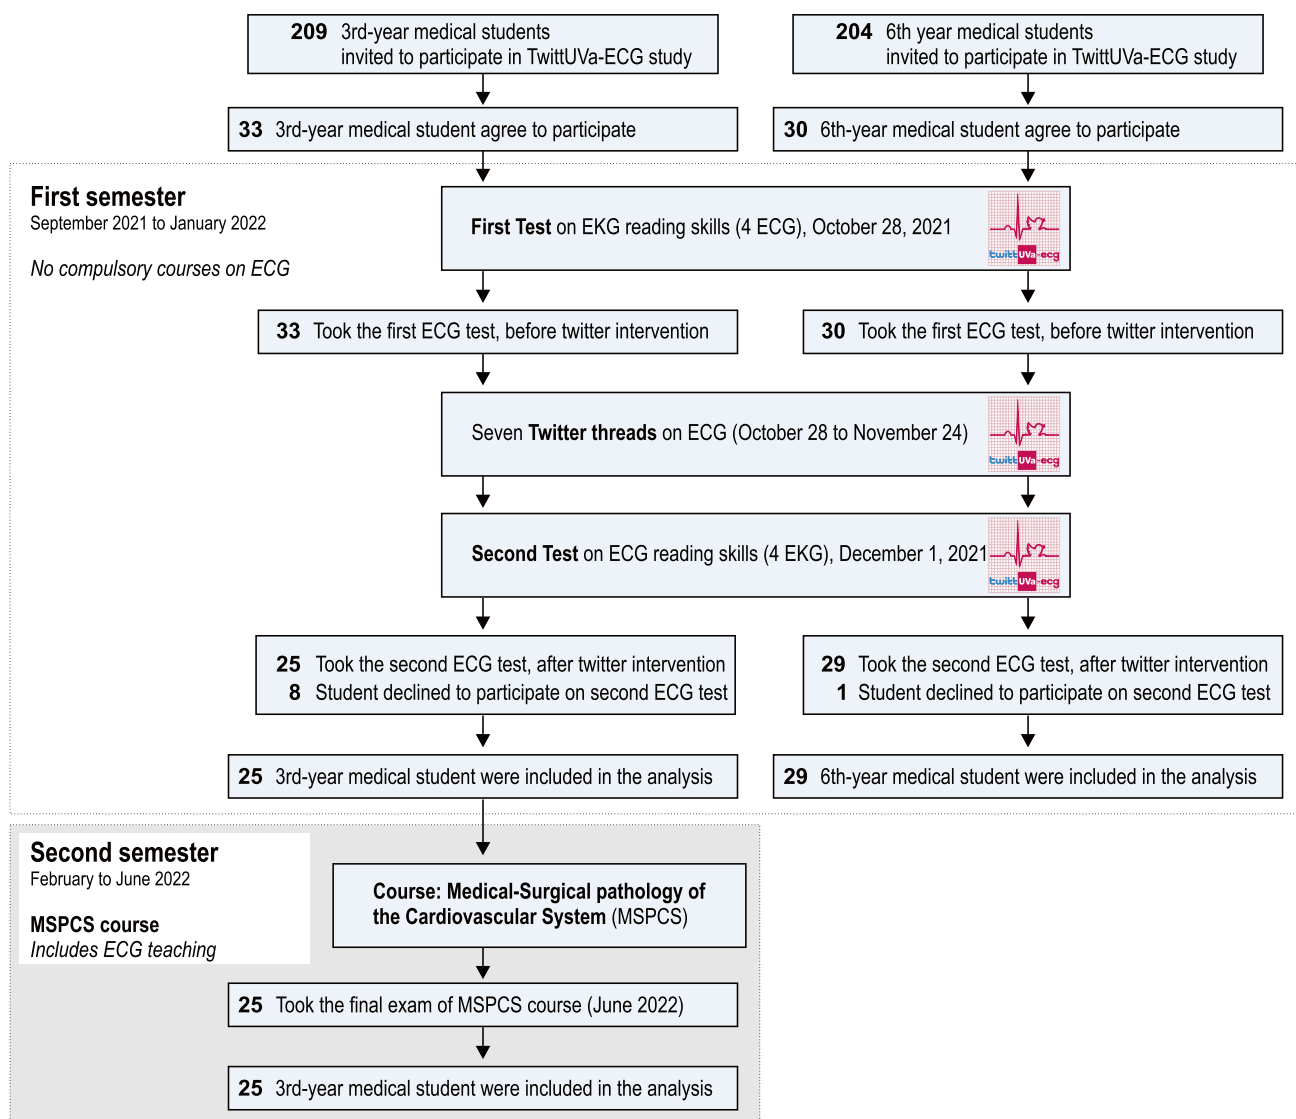 209 3rd-year medical students
invited to participate in TwittUVa-ECG study
204 6th year medical students
invited to participate in TwittUVa-ECG study
33 3rd-year medical student agree to participate
30 6th-year medical student agree to participate
First semester
September 2021 to January 2022
No compulsory courses on ECG
First Test on EKG reading skills (4 ECG), October 28, 2021
twittUVa-ecg
33 Took the first ECG test, before twitter intervention
30 Took the first ECG test, before twitter intervention
Seven Twitter threads on ECG (October 28 to November 24)
twittUVa-ecg
Second Test on ECG reading skills (4 EKG), December 1, 2021
twittUVa-ecg
25 Took the second ECG test, after twitter intervention
8 Student declined to participate on second ECG test
29 Took the second ECG test, after twitter intervention
1 Student declined to participate on second ECG test
25 3rd-year medical student were included in the analysis
29 6th-year medical student were included in the analysis
Second semester
February to June 2022
MSPCS course
Includes ECG teaching
Course: Medical-Surgical pathology of
the Cardiovascular System (MSPCS)
25 Took the final exam of MSPCS course (June 2022)
25 3rd-year medical student were included in the analysis